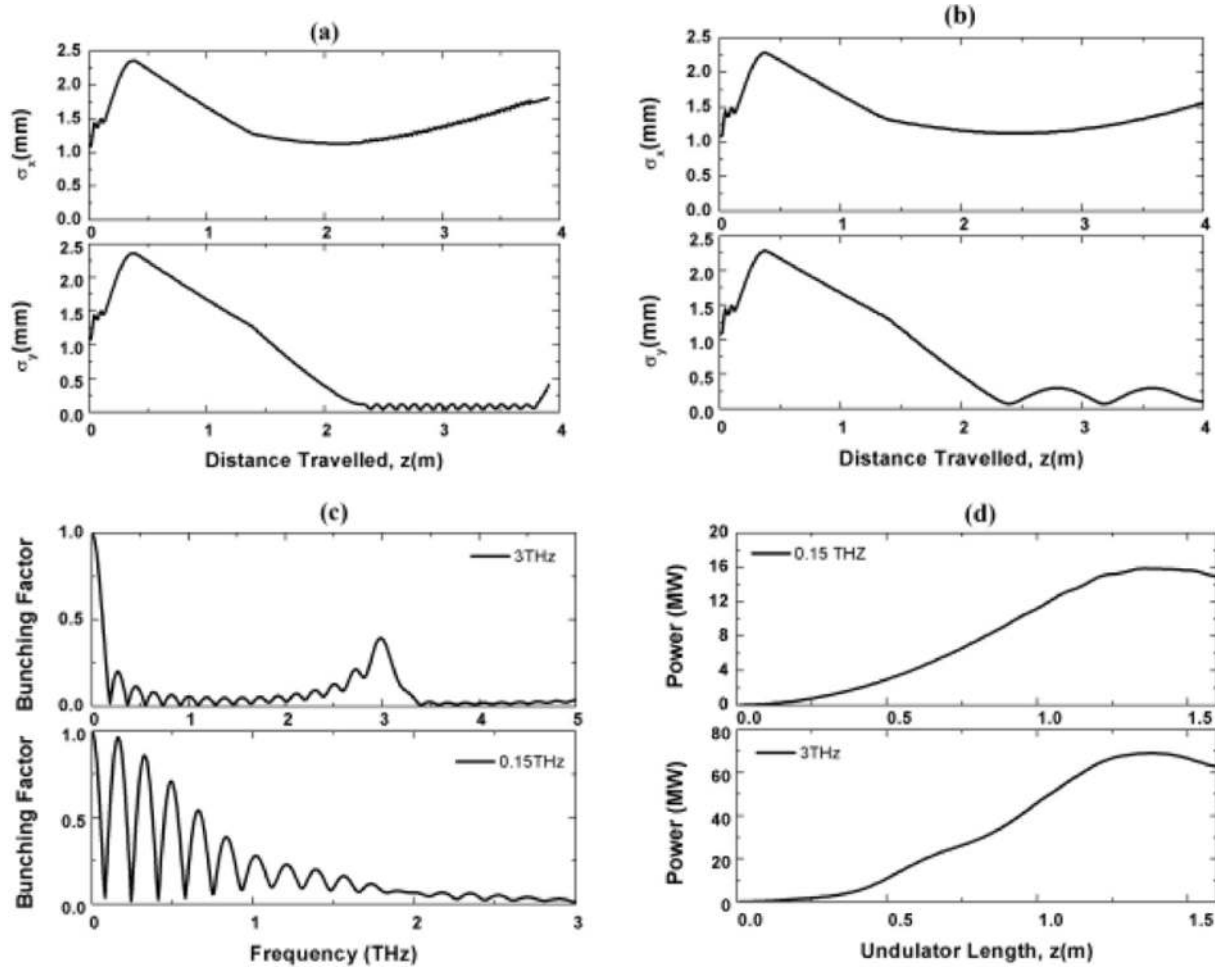 (a)
2.5
2.0
1.5
1.0
0.5
0.0
σx(mm)
0 1 2 3 4
2.5
2.0
1.5
1.0
0.5
0.0
σy(mm)
0 1 2 3 4
Distance Travelled, z(m)
(b)
2.5
2.0
1.5
1.0
0.5
0.0
σx(mm)
0 1 2 3 4
2.5
2.0
1.5
1.0
0.5
0.0
σy(mm)
0 1 2 3 4
Distance Travelled, z(m)
(c)
1.0
0.5
0.0
Bunching Factor
3THz
0 1 2 3 4 5
1.0
0.5
0.0
Bunching Factor
0.15THz
0 1 2 3
Frequency (THz)
(d)
20
16
12
8
4
0
Power (MW)
0.15 THZ
0.0 0.5 1.0 1.5
80
60
40
20
0
Power (MW)
3THz
0.0 0.5 1.0 1.5
Undulator Length, z(m)